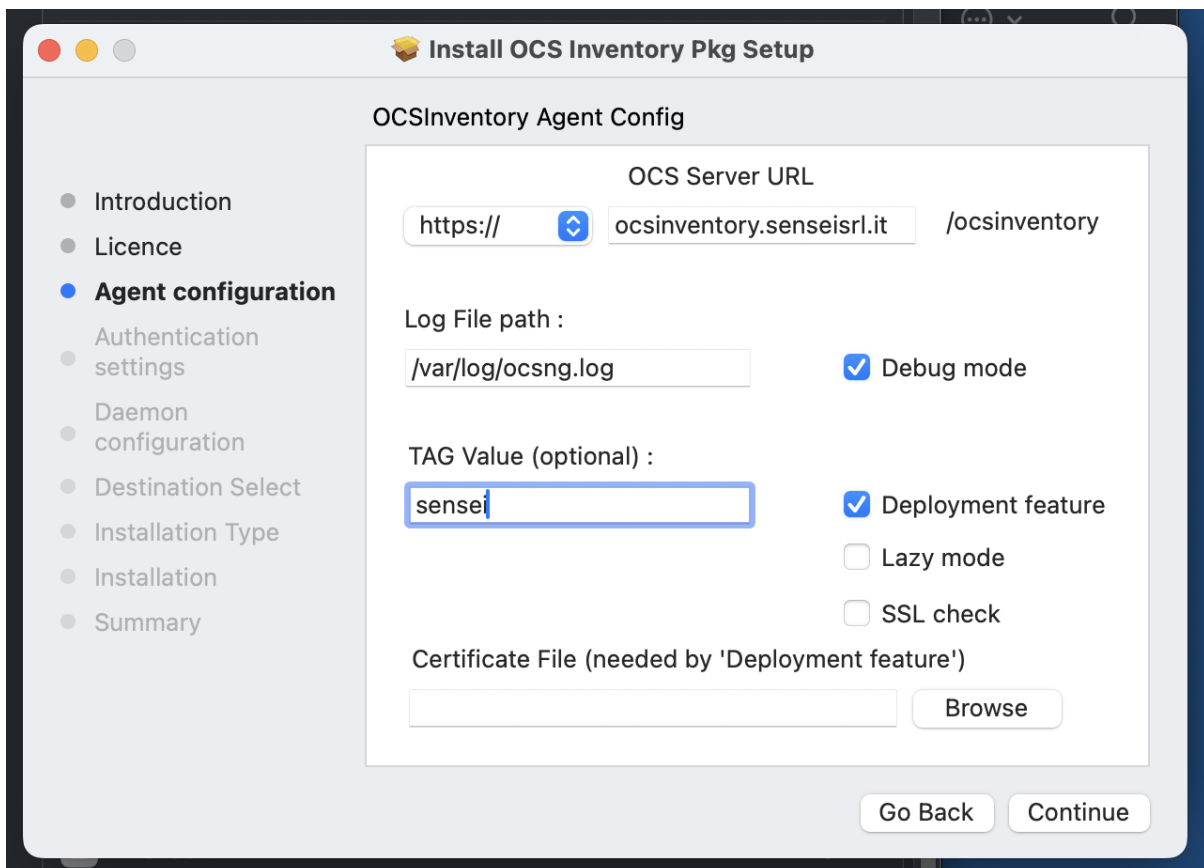 Install OCS Inventory Pkg Setup
OCSInventory Agent Config
Introduction
Licence
Agent configuration
Authentication
settings
Daemon
configuration
Destination Select
Installation Type
Installation
Summary
OCS Server URL
https://
ocsinventory.senseisrl.it
/ocsinventory
Log File path :
/var/log/ocsng.log
Debug mode
TAG Value (optional) :
sensei
Deployment feature
Lazy mode
SSL check
Certificate File (needed by 'Deployment feature')
Browse
Go Back
Continue